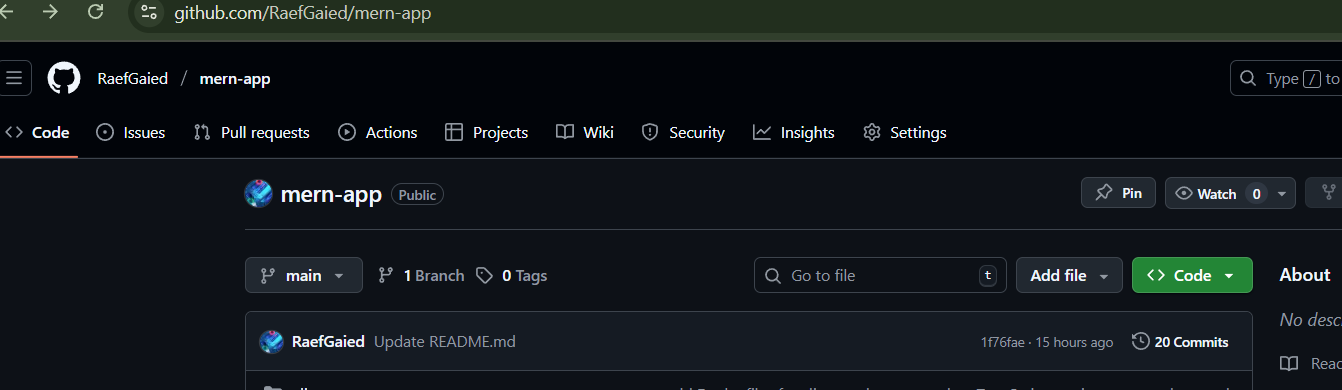 github.com/RaefGaied/mern-app
RaefGaied / mern-app
Type / to
Code Issues Pull requests Actions Projects Wiki Security Insights Settings
mern-app Public
Pin Watch 0
main 1 Branch 0 Tags Go to file t Add file Code
About
RaefGaied Update README.md 1f76fae · 15 hours ago 20 Commits
No desc
Reac